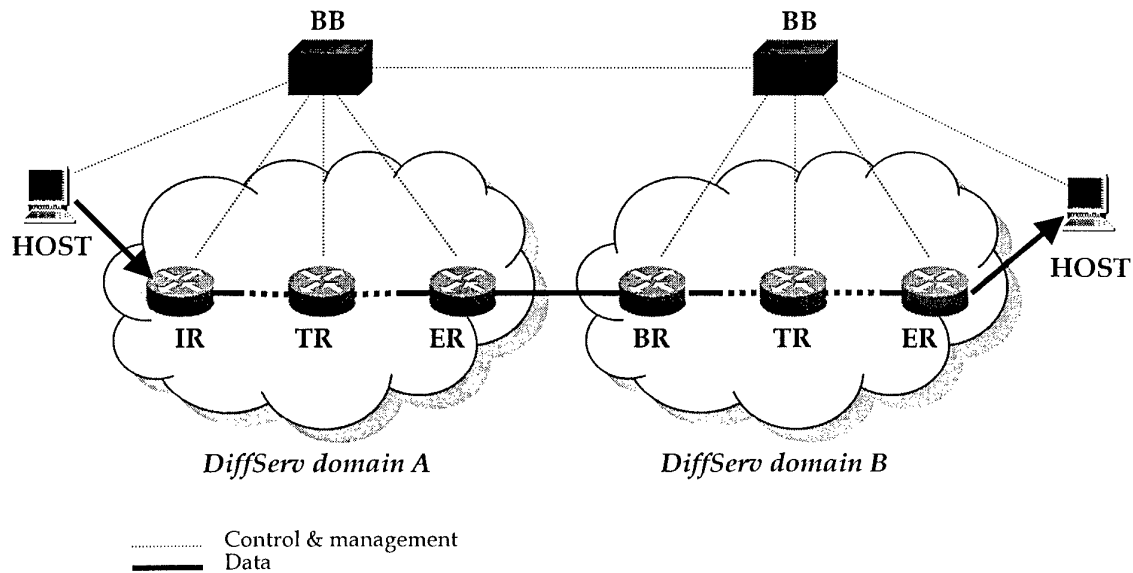 BB BB
HOST HOST
IR TR ER BR TR ER
DiffServ domain A DiffServ domain B
Control & management
Data